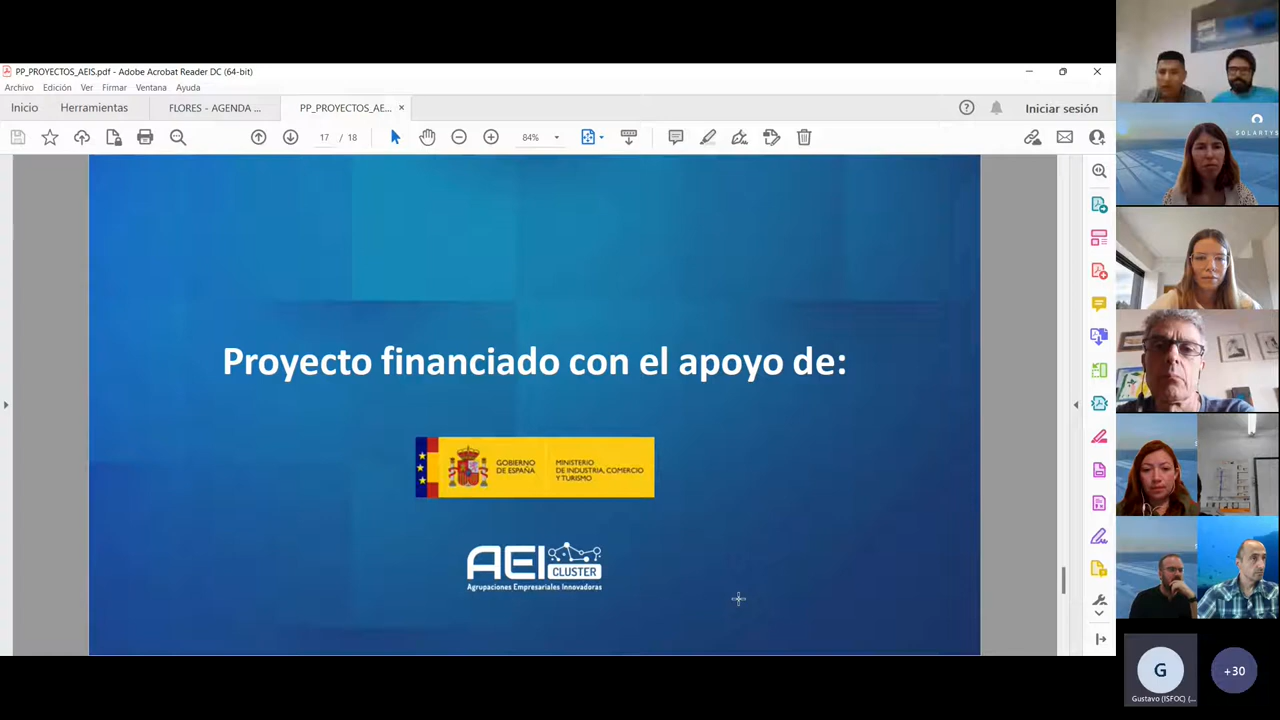 PP_PROYECTOS_AEIS.pdf - Adobe Acrobat Reader DC (64-bit)
Archivo Edición Ver Firmar Ventana Ayuda
Inicio Herramientas FLORES - AGENDA ... PP_PROYECTOS_AE... Iniciar sesión
17 / 18 84%
Proyecto financiado con el apoyo de:
GOBIERNO
DE ESPAÑA
MINISTERIO
DE INDUSTRIA, COMERCIO
Y TURISMO
AEI
CLUSTER
Agrupaciones Empresariales Innovadoras
SOLARTYS
G
Gustavo (ISFOC) (...
+30